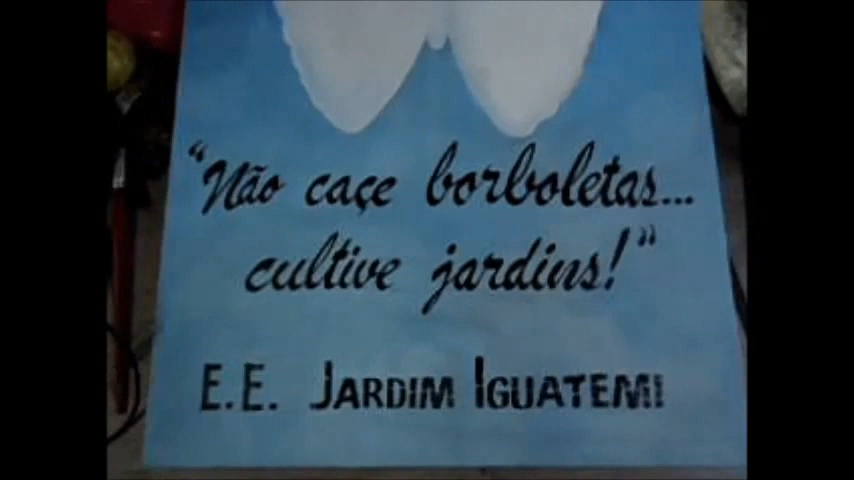 "Não caçe borboletas...
cultive jardins!"
E.E. JARDIM IGUATEMI